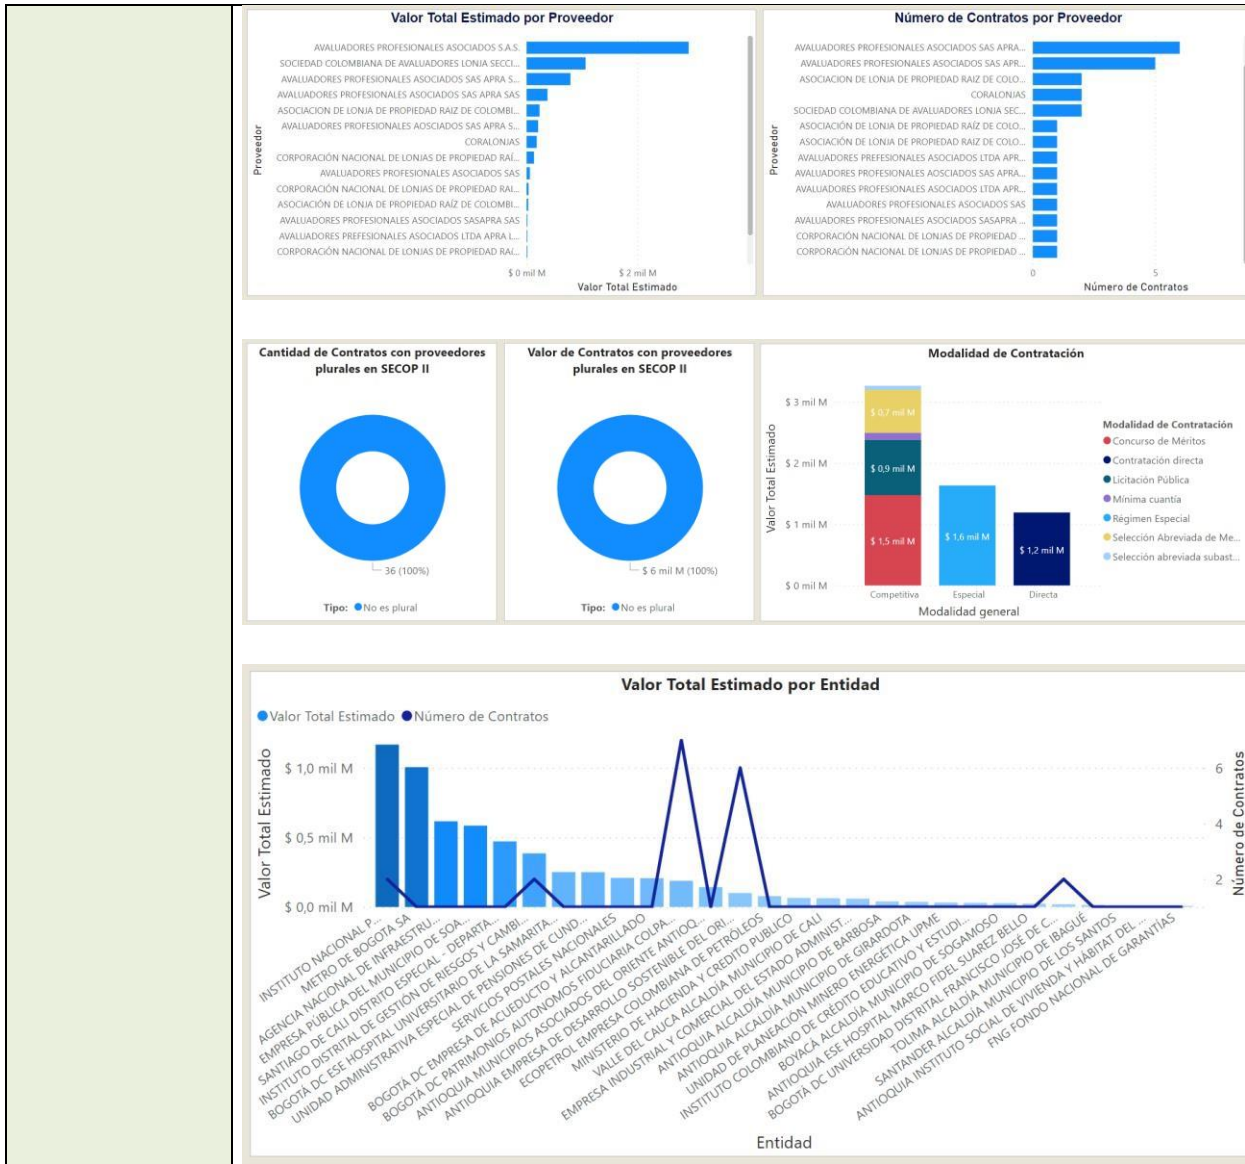 Valor Total Estimado por Proveedor
Proveedor
AVALUADORES PROFESIONALES ASOCIADOS S.A.S.
SOCIEDAD COLOMBIANA DE AVALUADORES LONJA SECCI...
AVALUADORES PROFESIONALES ASOCIADOS SAS APRA S...
AVALUADORES PROFESIONALES ASOCIADOS SAS APRA SAS
ASOCIACION DE LONJA DE PROPIEDAD RAIZ DE COLOMBI...
AVALUADORES PROFESIONALES AOSCIADOS SAS APRA S...
CORALONJAS
CORPORACIÓN NACIONAL DE LONJAS DE PROPIEDAD RAÍ...
AVALUADORES PROFESIONALES ASOCIADOS SAS
CORPORACIÓN NACIONAL DE LONJAS DE PROPIEDAD RAI...
ASOCIACIÓN DE LONJA DE PROPIEDAD RAÍZ DE COLOMBI...
AVALUADORES PROFESIONALES ASOCIADOS SASAPRA SAS
AVALUADORES PREFESIONALES ASOCIADOS LTDA APRA L...
CORPORACIÓN NACIONAL DE LONJAS DE PROPIEDAD RAÍ...
$ 0 mil M
$ 2 mil M
Valor Total Estimado
Número de Contratos por Proveedor
Proveedor
AVALUADORES PROFESIONALES ASOCIADOS SAS APRA...
AVALUADORES PROFESIONALES ASOCIADOS SAS APR...
ASOCIACION DE LONJA DE PROPIEDAD RAIZ DE COLO...
CORALONJAS
SOCIEDAD COLOMBIANA DE AVALUADORES LONJA SEC...
ASOCIACIÓN DE LONJA DE PROPIEDAD RAÍZ DE COLO...
ASOCIACIÓN DE LONJA DE PROPIEDAD RAIZ DE COLO...
AVALUADORES PREFESIONALES ASOCIADOS LTDA APR...
AVALUADORES PROFESIONALES AOSCIADOS SAS APRA...
AVALUADORES PROFESIONALES ASOCIADOS LTDA APR...
AVALUADORES PROFESIONALES ASOCIADOS SAS
AVALUADORES PROFESIONALES ASOCIADOS SASAPRA ...
CORPORACIÓN NACIONAL DE LONJAS DE PROPIEDAD ...
CORPORACIÓN NACIONAL DE LONJAS DE PROPIEDAD ...
0
5
Número de Contratos
Cantidad de Contratos con proveedores
plurales en SECOP II
36 (100%)
Tipo: No es plural
Valor de Contratos con proveedores
plurales en SECOP II
$ 6 mil M (100%)
Tipo: No es plural
Modalidad de Contratación
Valor Total Estimado
$ 3 mil M
$ 2 mil M
$ 1 mil M
$ 0 mil M
$ 0,7 mil M
$ 0,9 mil M
$ 1,5 mil M
$ 1,6 mil M
$ 1,2 mil M
Competitiva
Especial
Directa
Modalidad general
Modalidad de Contratación
Concurso de Méritos
Contratación directa
Licitación Pública
Mínima cuantía
Régimen Especial
Selección Abreviada de Me...
Selección abreviada subast...
Valor Total Estimado por Entidad
Valor Total Estimado Número de Contratos
Valor Total Estimado
$ 1,0 mil M
$ 0,5 mil M
$ 0,0 mil M
6
4
2
Número de Contratos
INSTITUTO NACIONAL P...
METRO DE BOGOTA SA
AGENCIA NACIONAL DE INFRAESTRU...
EMPRESA PÚBLICA DEL MUNICIPIO DE SOA...
SANTIAGO DE CALI DISTRITO ESPECIAL - DEPARTA...
INSTITUTO DISTRITAL DE GESTIÓN DE RIESGOS Y CAMBI...
BOGOTÁ DC ESE HOSPITAL UNIVERSITARIO DE LA SAMARITA...
UNIDAD ADMINISTRATIVA ESPECIAL DE PENSIONES DE CUND...
SERVICIOS POSTALES NACIONALES
BOGOTÁ DC EMPRESA DE ACUEDUCTO Y ALCANTARILLADO
BOGOTÁ DC PATRIMONIOS AUTONOMOS FIDUCIARIA COLPA...
ANTIOQUIA MUNICIPIOS ASOCIADOS DEL ORIENTE ANTIOQ...
ANTIOQUIA EMPRESA DE DESARROLLO SOSTENIBLE DEL ORI...
ECOPETROL EMPRESA COLOMBIANA DE PETRÓLEOS
MINISTERIO DE HACIENDA Y CREDITO PUBLICO
VALLE DEL CAUCA ALCALDÍA MUNICIPIO DE CALI
EMPRESA INDUSTRIAL Y COMERCIAL DEL ESTADO ADMINIST...
ANTIOQUIA ALCALDÍA MUNICIPIO DE BARBOSA
ANTIOQUIA ALCALDÍA MUNICIPIO DE GIRARDOTA
UNIDAD DE PLANEACIÓN MINERO ENERGÉTICA UPME
INSTITUTO COLOMBIANO DE CRÉDITO EDUCATIVO Y ESTUDI...
BOYACÁ ALCALDÍA MUNICIPIO DE SOGAMOSO
ANTIOQUIA ESE HOSPITAL MARCO FIDEL SUAREZ BELLO
BOGOTÁ DC UNIVERSIDAD DISTRITAL FRANCISCO JOSÉ DE C...
TOLIMA ALCALDÍA MUNICIPIO DE IBAGUÉ
SANTANDER ALCALDÍA MUNICIPIO DE LOS SANTOS
ANTIOQUIA INSTITUTO SOCIAL DE VIVIENDA Y HÁBITAT DEL ...
FNG FONDO NACIONAL DE GARANTÍAS
Entidad